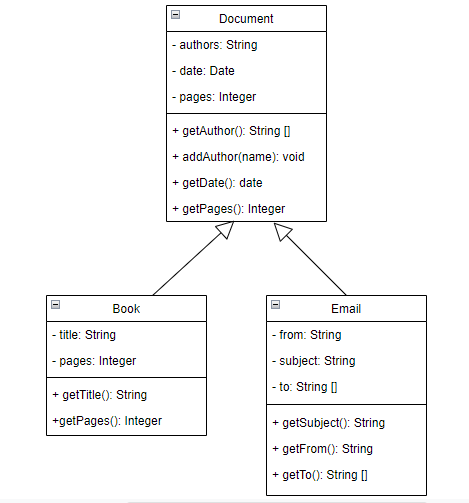 Document
- authors: String
- date: Date
- pages: Integer
+ getAuthor(): String []
+ addAuthor(name): void
+ getDate(): date
+ getPages(): Integer
Book
- title: String
- pages: Integer
+ getTitle(): String
+getPages(): Integer
Email
- from: String
- subject: String
- to: String []
+ getSubject(): String
+ getFrom(): String
+ getTo(): String []